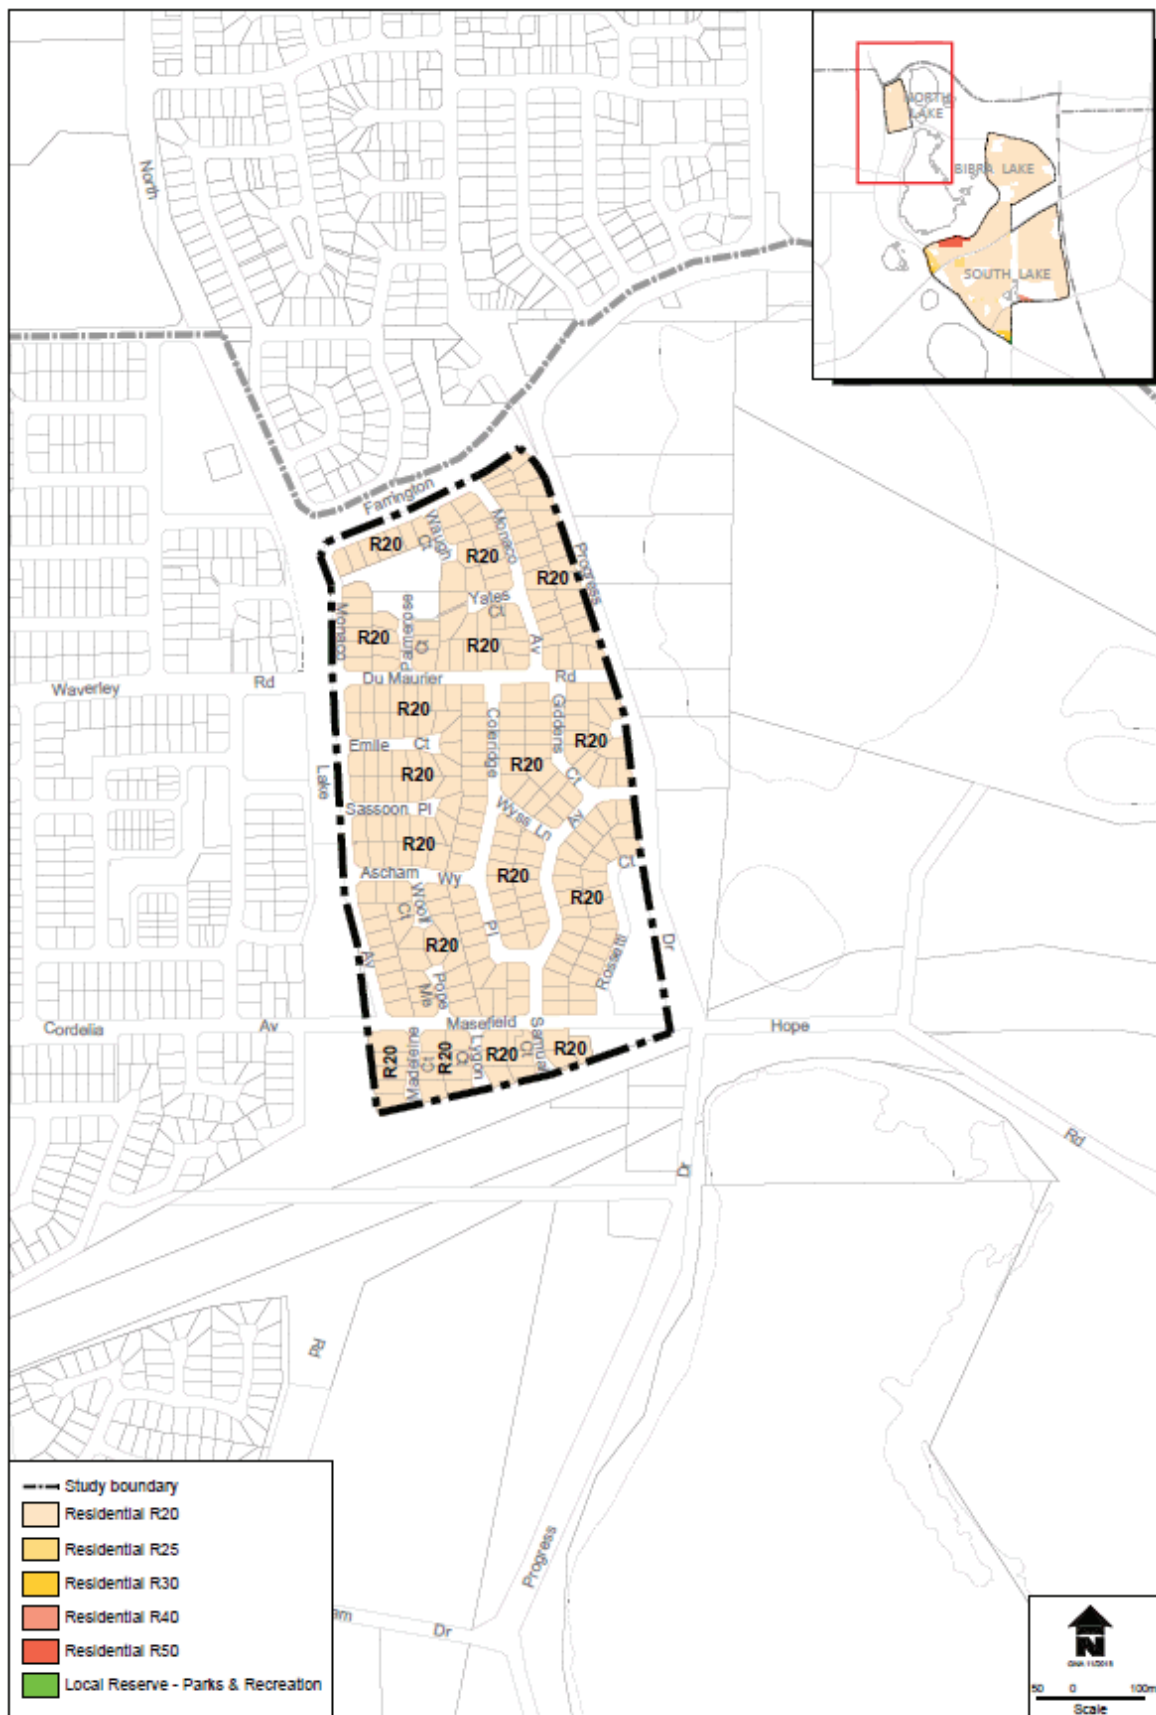 NORTH
LAKE
BIBRA LAKE
SOUTH LAKE
North
Farrington
Waugh
Ct
Monaco
R20
R20
R20
Progress
Yates
Ct
Monaco
R20
Palmerose
Ct
R20
Av
Waverley
Rd
Du Maurier
Rd
R20
Coleridge
Giddens
R20
Emile
Ct
R20
R20
Ct
Lake
Sassoon Pl
Wyss Ln
Av
R20
Ct
Ascham
Wy
R20
R20
Woolf
Ct
Pl
R20
Av
Dr
Rossetti
Pope
Me
Cordelia
Av
Masefield
Hope
Samual
Ct
R20
Madeleine
Ct
R20
Ct
Lygon
R20
R20
Rd
Dr
Rd
Progress
am
Dr
Study boundary
Residential R20
Residential R25
Residential R30
Residential R40
Residential R50
Local Reserve - Parks & Recreation
N
50 0 100m
Scale